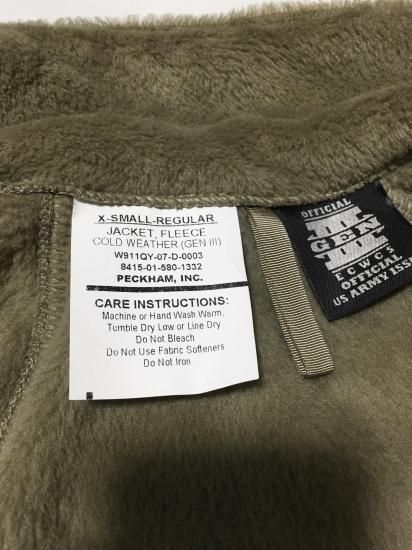 X-SMALL-REGULAR
JACKET, FLEECE
COLD WEATHER (GEN III)
W911QY-07-D-0003
8415-01-580-1332
PECKHAM, INC.
CARE INSTRUCTIONS:
Machine or Hand Wash Warm.
Tumble Dry Low or Line Dry
Do Not Bleach
Do Not Use Fabric Softeners
Do Not Iron
OFFICIAL
GEN
III
ECWCS
OFFICIAL
US ARMY ISSUE